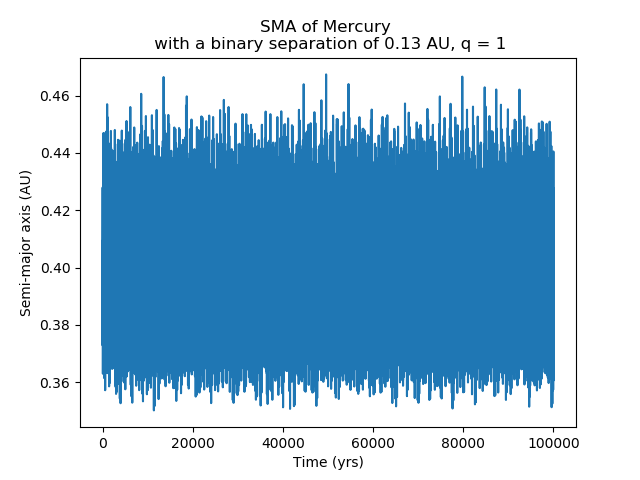 SMA of Mercury
with a binary separation of 0.13 AU, q = 1
0.46
0.44
0.42
0.40
0.38
0.36
Semi-major axis (AU)
0 20000 40000 60000 80000 100000
Time (yrs)